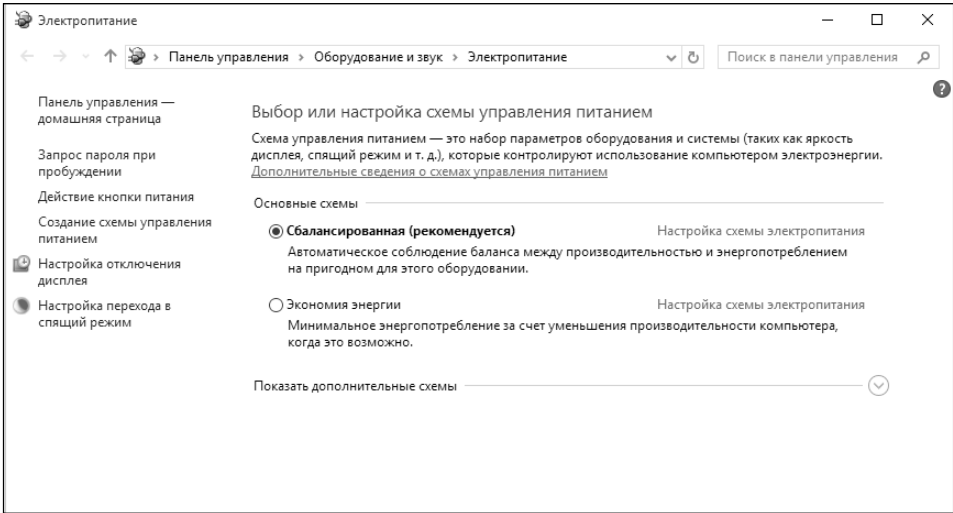 Электропитание
Панель управления > Оборудование и звук > Электропитание
Поиск в панели управления
Панель управления —
домашняя страница
Запрос пароля при
пробуждении
Действие кнопки питания
Создание схемы управления
питанием
Настройка отключения
дисплея
Настройка перехода в
спящий режим
?
Выбор или настройка схемы управления питанием
Схема управления питанием — это набор параметров оборудования и системы (таких как яркость
дисплея, спящий режим и т. д.), которые контролируют использование компьютером электроэнергии.
Дополнительные сведения о схемах управления питанием
Основные схемы
Сбалансированная (рекомендуется) Настройка схемы электропитания
Автоматическое соблюдение баланса между производительностью и энергопотреблением
на пригодном для этого оборудовании.
Экономия энергии Настройка схемы электропитания
Минимальное энергопотребление за счет уменьшения производительности компьютера,
когда это возможно.
Показать дополнительные схемы